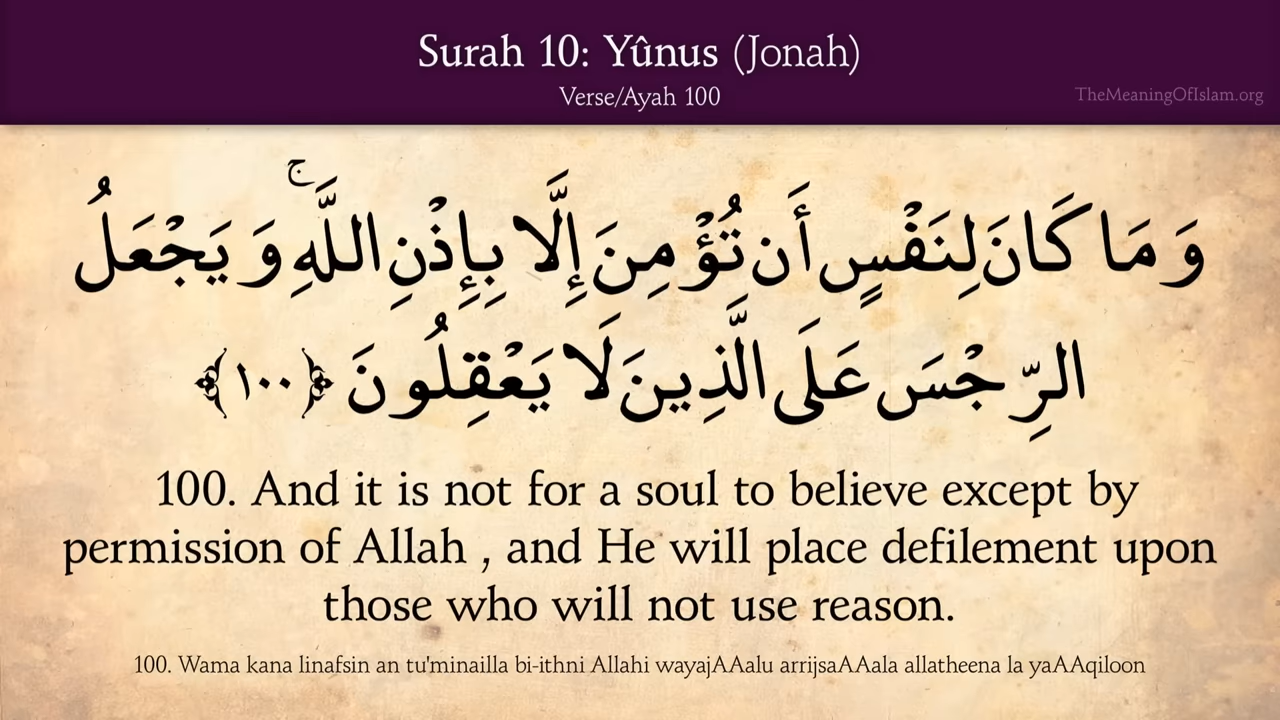 Surah 10: Yûnus (Jonah)
Verse/Ayah 100
TheMeaningOfIslam.org
وَمَا كَانَ لِنَفْسٍ أَن تُؤْمِنَ إِلَّا بِإِذْنِ اللَّهِ ۚ وَيَجْعَلُ
الرِّجْسَ عَلَى الَّذِينَ لَا يَعْقِلُونَ ﴿١٠٠﴾
100. And it is not for a soul to believe except by
permission of Allah , and He will place defilement upon
those who will not use reason.
100. Wama kana linafsin an tu'minailla bi-ithni Allahi wayajAAalu arrijsaAAala allatheena la yaAAqiloon